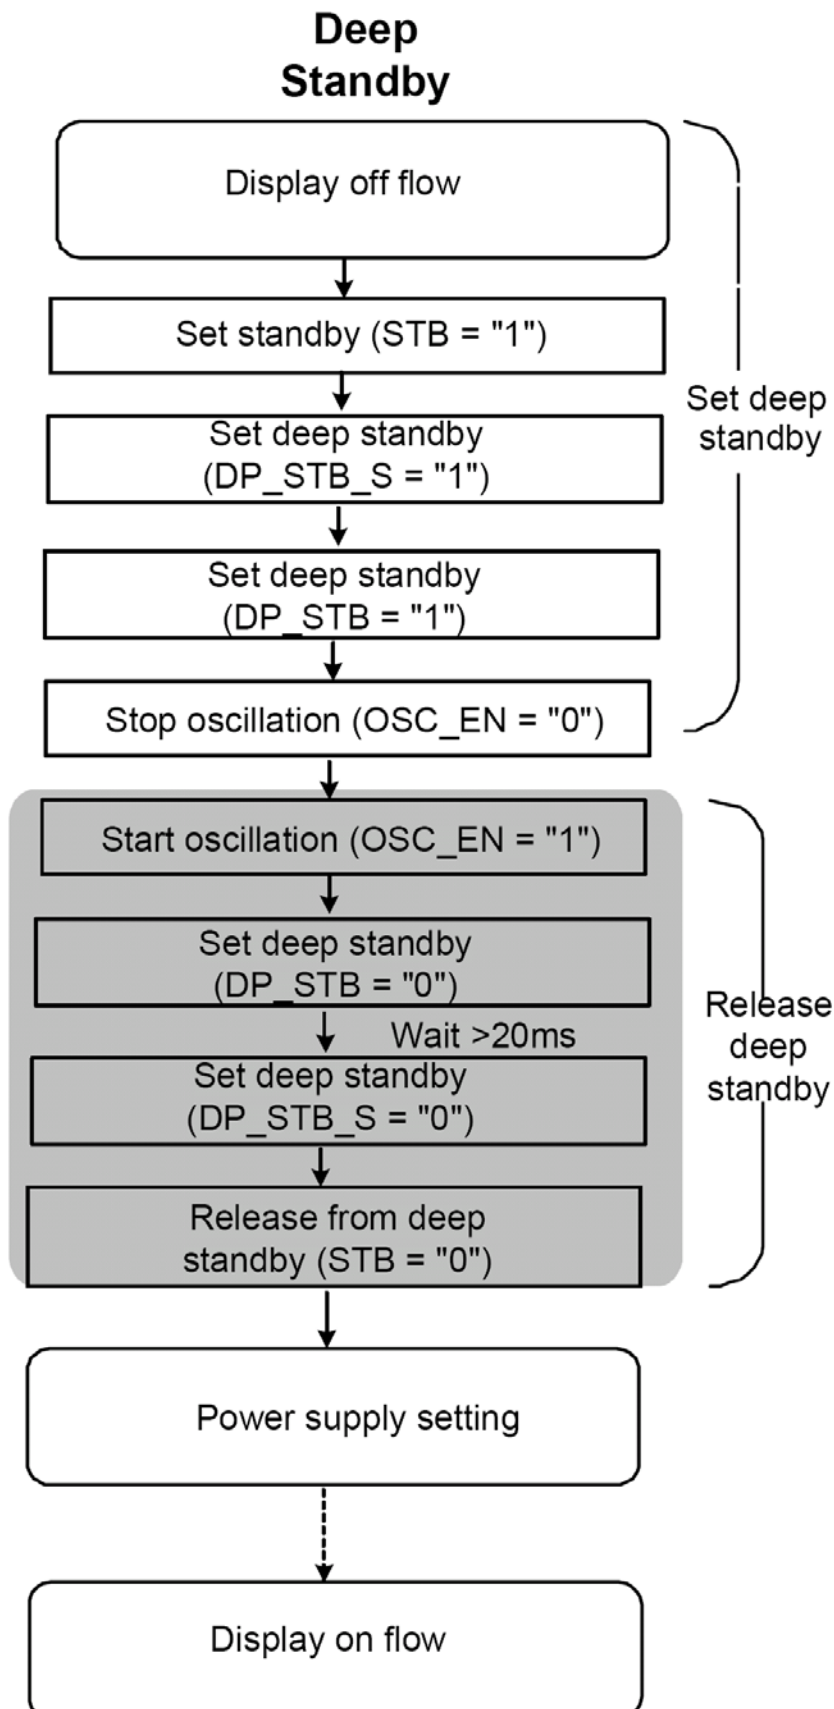 Deep
Standby
Display off flow
Set standby (STB = "1")
Set deep standby
(DP_STB_S = "1")
Set deep standby
(DP_STB = "1")
Stop oscillation (OSC_EN = "0")
Set deep
standby
Start oscillation (OSC_EN = "1")
Set deep standby
(DP_STB = "0")
Wait >20ms
Set deep standby
(DP_STB_S = "0")
Release from deep
standby (STB = "0")
Release
deep
standby
Power supply setting
Display on flow